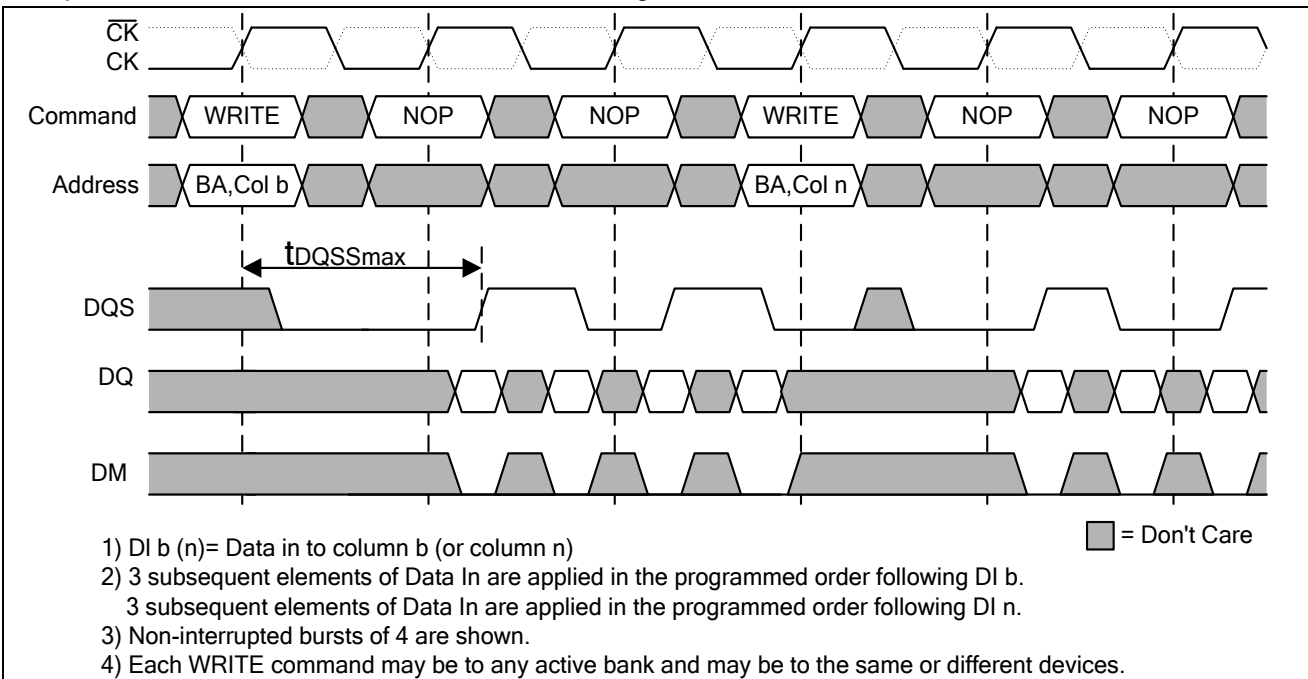 CK
CK
Command WRITE NOP NOP WRITE NOP NOP
Address BA,Col b BA,Col n
tDQSSmax
DQS
DQ
DM
= Don't Care
1) DI b (n)= Data in to column b (or column n)
2) 3 subsequent elements of Data In are applied in the programmed order following DI b.
3 subsequent elements of Data In are applied in the programmed order following DI n.
3) Non-interrupted bursts of 4 are shown.
4) Each WRITE command may be to any active bank and may be to the same or different devices.